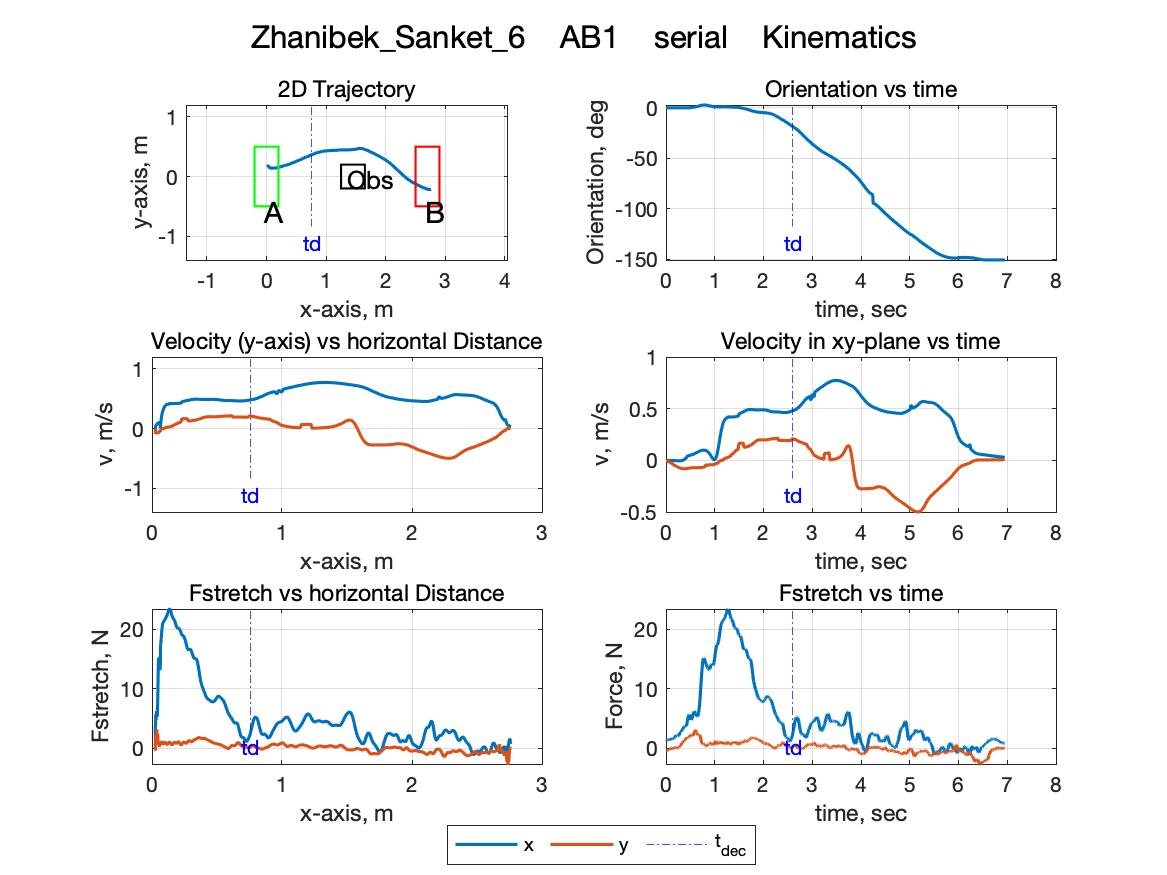 Zhanibek_Sanket_6 AB1 serial Kinematics
2D Trajectory
y-axis, m
1
0
-1
A
Obs
B
td
-1 0 1 2 3 4
x-axis, m
Orientation vs time
Orientation, deg
0
-50
-100
-150
td
0 1 2 3 4 5 6 7 8
time, sec
Velocity (y-axis) vs horizontal Distance
v, m/s
1
0
-1
td
0 1 2 3
x-axis, m
Velocity in xy-plane vs time
v, m/s
1
0.5
0
-0.5
td
0 1 2 3 4 5 6 7 8
time, sec
Fstretch vs horizontal Distance
Fstretch, N
20
10
0
td
0 1 2 3
x-axis, m
Fstretch vs time
Force, N
20
10
0
td
0 1 2 3 4 5 6 7 8
time, sec
x y t_dec